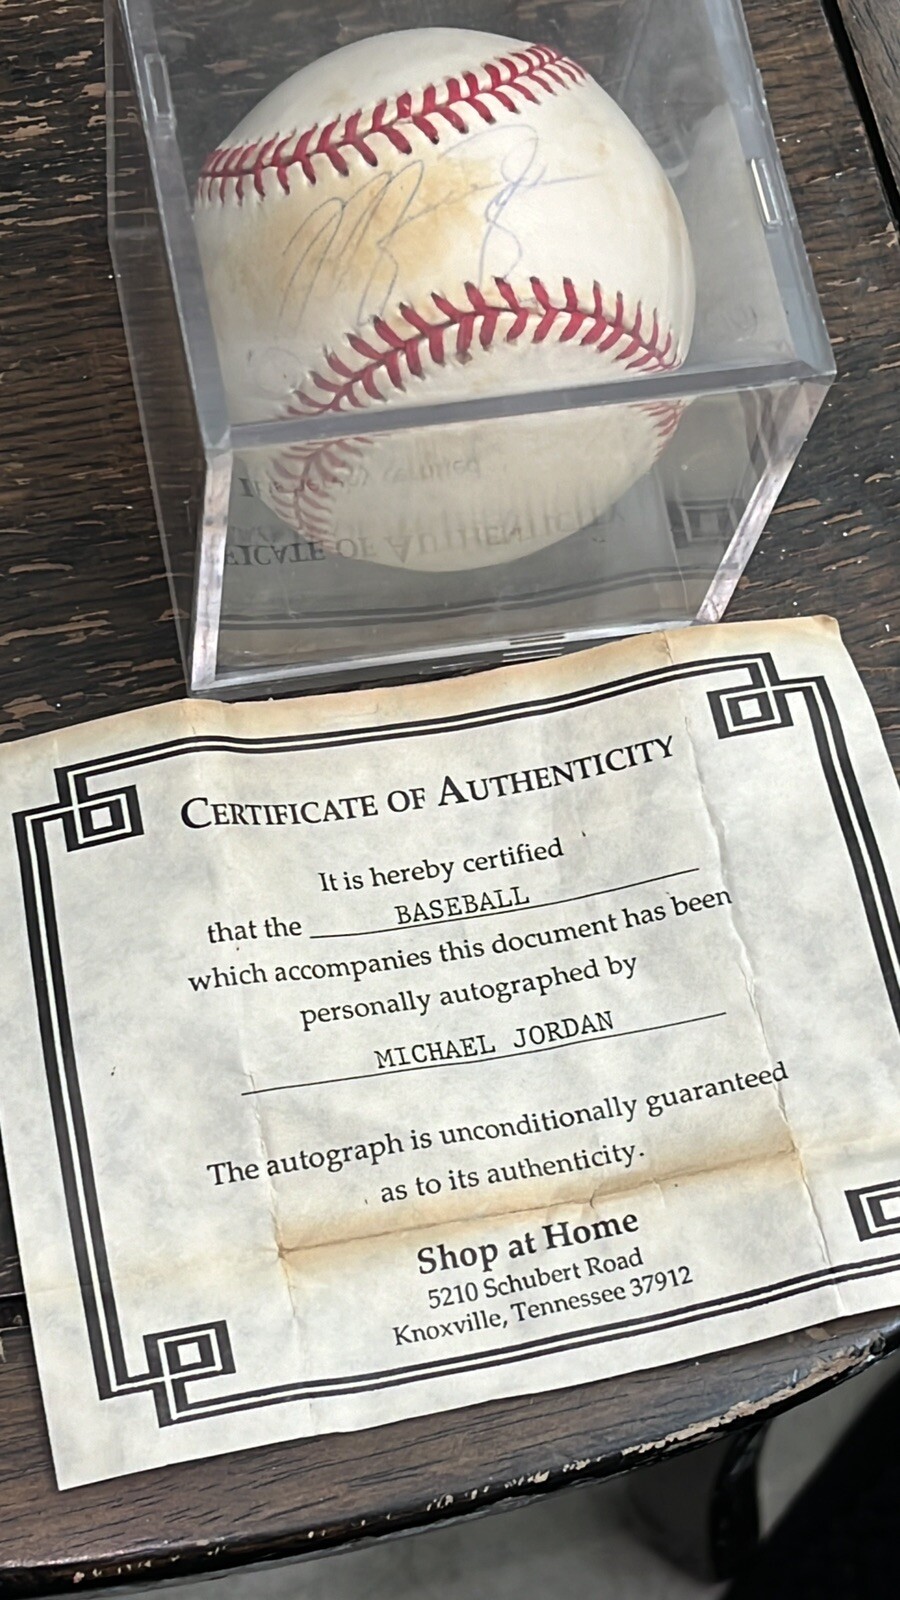 CERTIFICATE OF AUTHENTICITY
It is hereby certified
that the BASEBALL
which accompanies this document has been
personally autographed by
MICHAEL JORDAN
The autograph is unconditionally guaranteed
as to its authenticity.
Shop at Home
5210 Schubert Road
Knoxville, Tennessee 37912